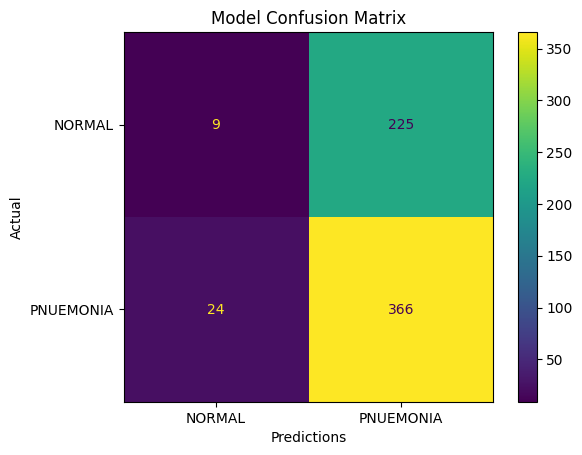 Model Confusion Matrix
NORMAL
9
225
PNUEMONIA
24
366
NORMAL
PNUEMONIA
Predictions
Actual
350
300
250
200
150
100
50